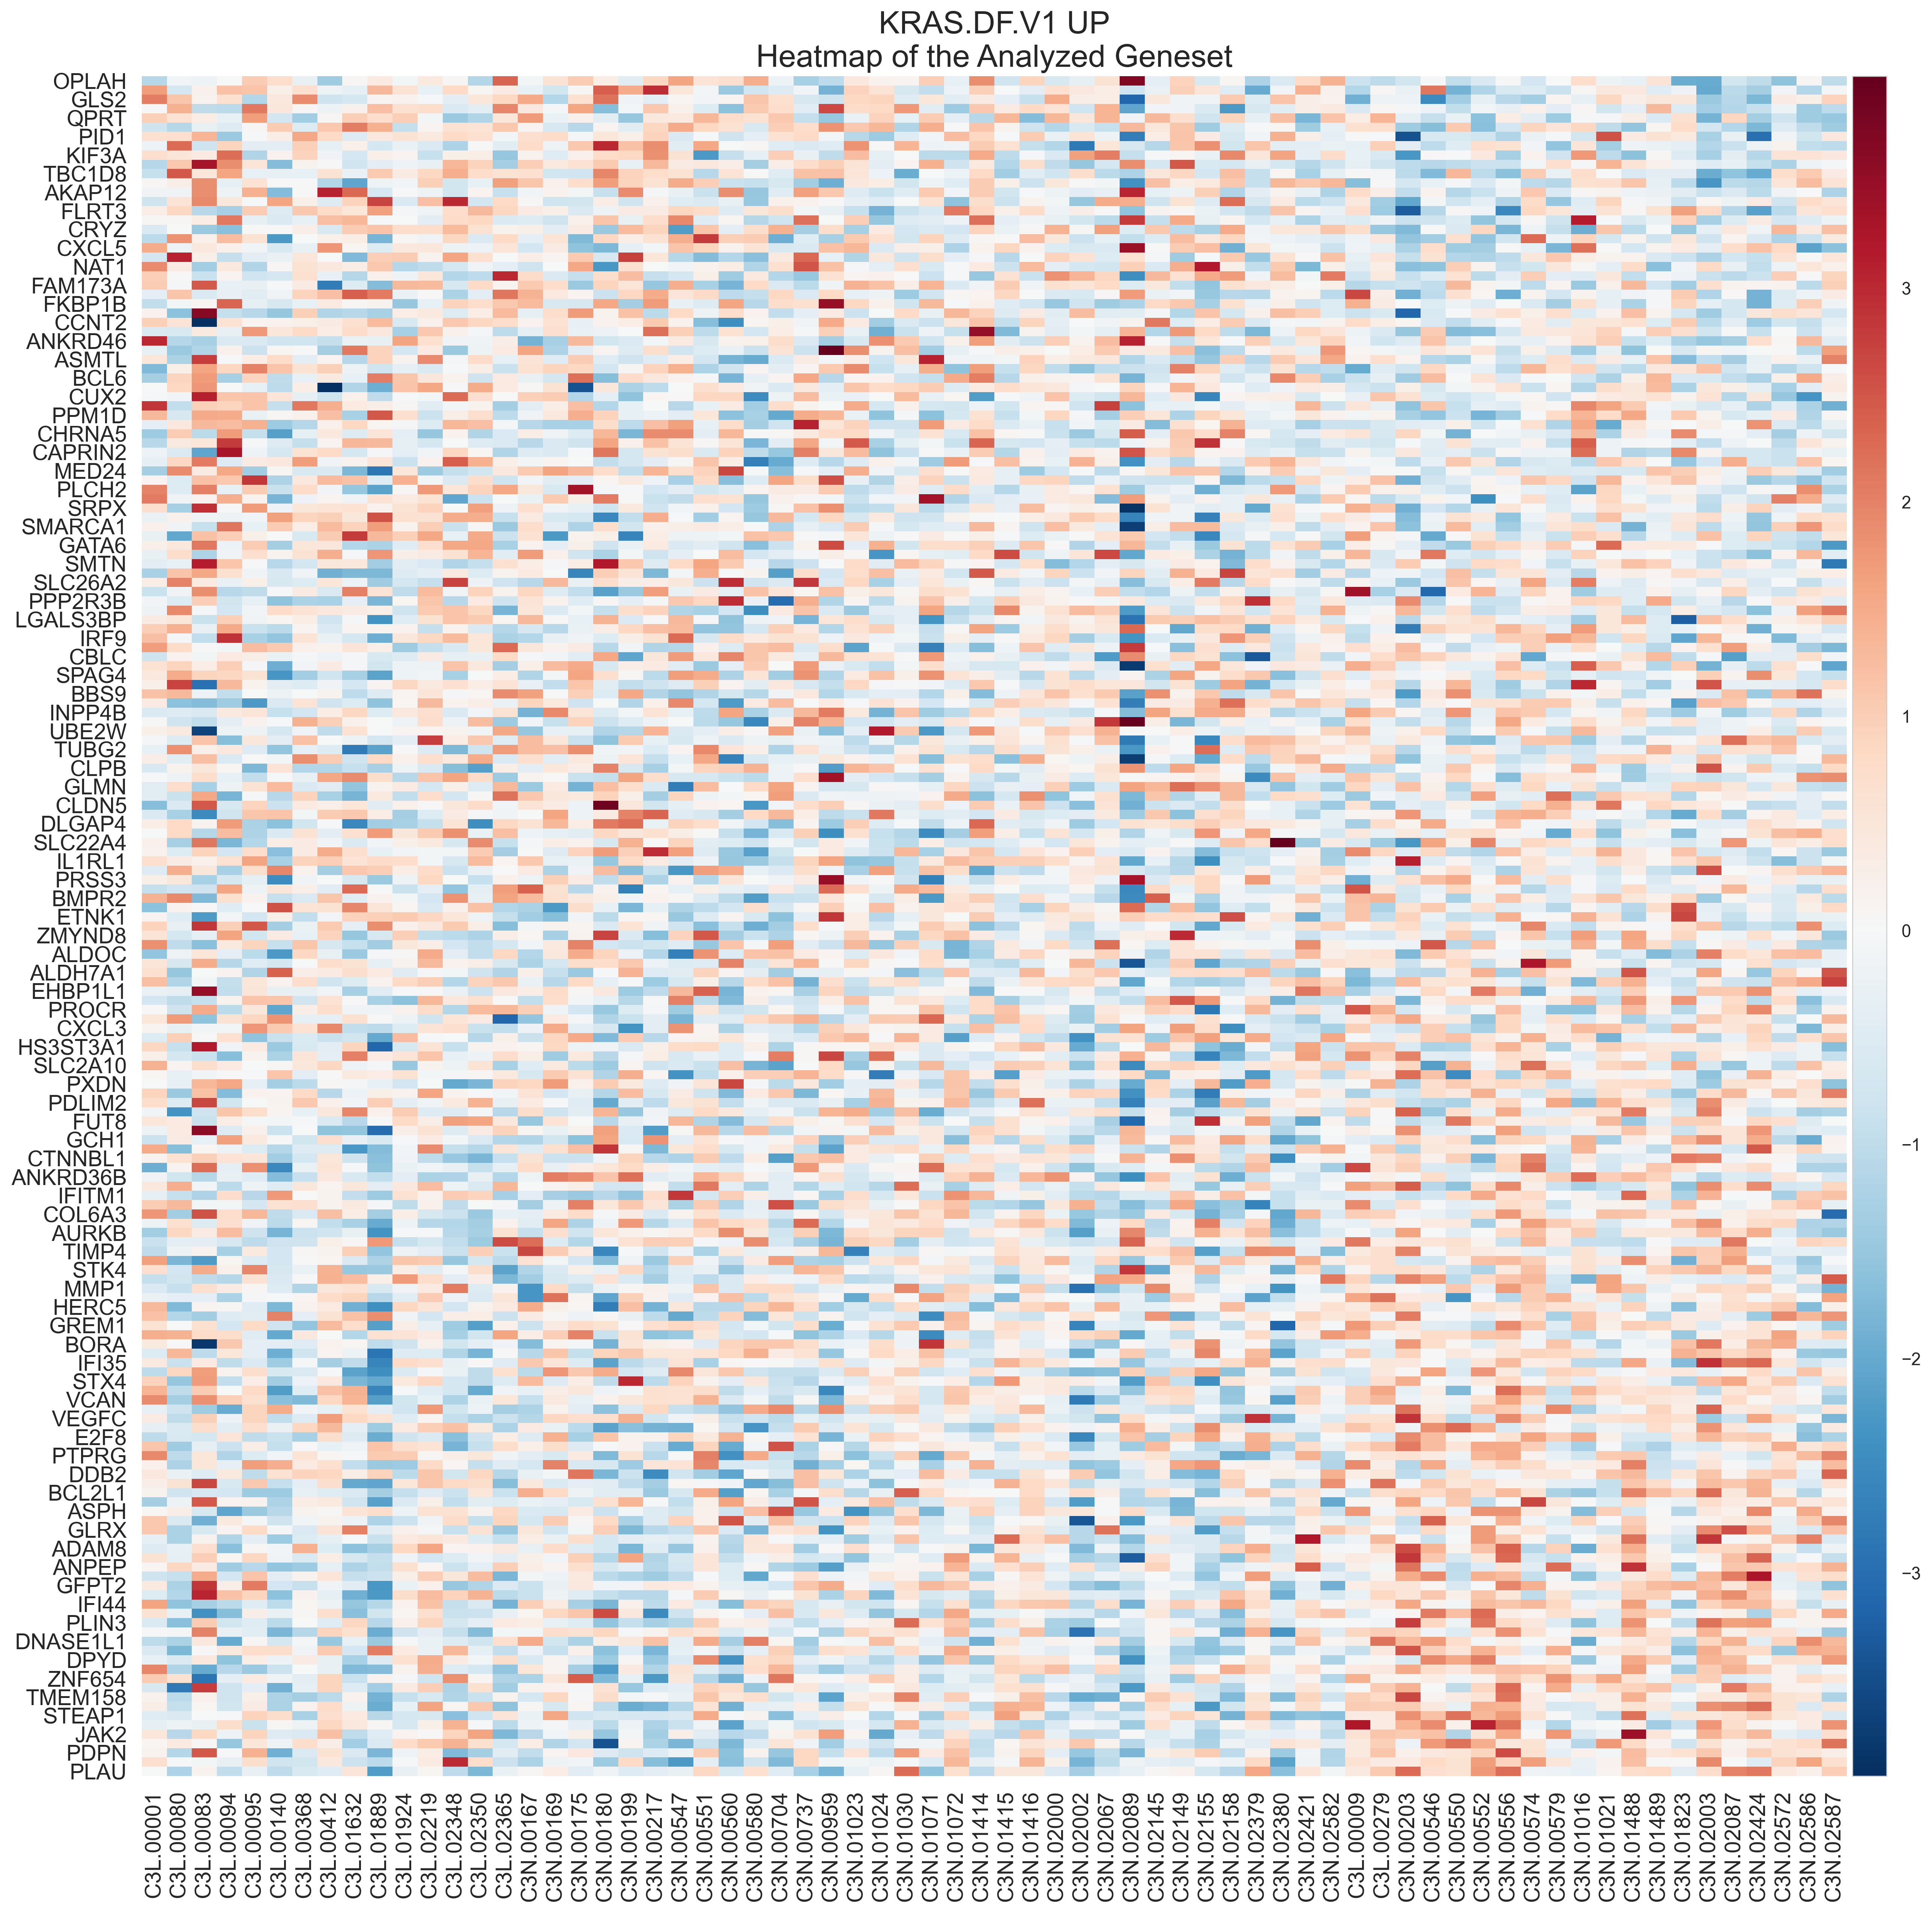 KRAS.DF.V1 UP
Heatmap of the Analyzed Geneset
OPLAH
GLS2
QPRT
PID1
KIF3A
TBC1D8
AKAP12
FLRT3
CRYZ
CXCL5
NAT1
FAM173A
FKBP1B
CCNT2
ANKRD46
ASMTL
BCL6
CUX2
PPM1D
CHRNA5
CAPRIN2
MED24
PLCH2
SRPX
SMARCA1
GATA6
SMTN
SLC26A2
PPP2R3B
LGALS3BP
IRF9
CBLC
SPAG4
BBS9
INPP4B
UBE2W
TUBG2
CLPB
GLMN
CLDN5
DLGAP4
SLC22A4
IL1RL1
PRSS3
BMPR2
ETNK1
ZMYND8
ALDOC
ALDH7A1
EHBP1L1
PROCR
CXCL3
HS3ST3A1
SLC2A10
PXDN
PDLIM2
FUT8
GCH1
CTNNBL1
ANKRD36B
IFITM1
COL6A3
AURKB
TIMP4
STK4
MMP1
HERC5
GREM1
BORA
IFI35
STX4
VCAN
VEGFC
E2F8
PTPRG
DDB2
BCL2L1
ASPH
GLRX
ADAM8
ANPEP
GFPT2
IFI44
PLIN3
DNASE1L1
DPYD
ZNF654
TMEM158
STEAP1
JAK2
PDPN
PLAU
3
2
1
0
−1
−2
−3
C3L.00001
C3L.00080
C3L.00083
C3L.00094
C3L.00095
C3L.00140
C3L.00368
C3L.00412
C3L.01632
C3L.01889
C3L.01924
C3L.02219
C3L.02348
C3L.02350
C3L.02365
C3N.00167
C3N.00169
C3N.00175
C3N.00180
C3N.00199
C3N.00217
C3N.00547
C3N.00551
C3N.00560
C3N.00580
C3N.00704
C3N.00737
C3N.00959
C3N.01023
C3N.01024
C3N.01030
C3N.01071
C3N.01072
C3N.01414
C3N.01415
C3N.01416
C3N.02000
C3N.02002
C3N.02067
C3N.02089
C3N.02145
C3N.02149
C3N.02155
C3N.02158
C3N.02379
C3N.02380
C3N.02421
C3N.02582
C3L.00009
C3L.00279
C3N.00203
C3N.00546
C3N.00550
C3N.00552
C3N.00556
C3N.00574
C3N.00579
C3N.01016
C3N.01021
C3N.01488
C3N.01489
C3N.01823
C3N.02003
C3N.02087
C3N.02424
C3N.02572
C3N.02586
C3N.02587